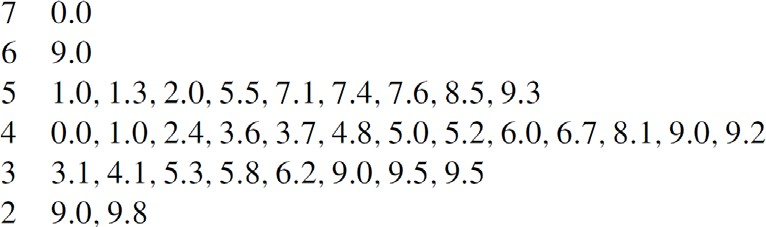 7 0.0
6 9.0
5 1.0, 1.3, 2.0, 5.5, 7.1, 7.4, 7.6, 8.5, 9.3
4 0.0, 1.0, 2.4, 3.6, 3.7, 4.8, 5.0, 5.2, 6.0, 6.7, 8.1, 9.0, 9.2
3 3.1, 4.1, 5.3, 5.8, 6.2, 9.0, 9.5, 9.5
2 9.0, 9.8